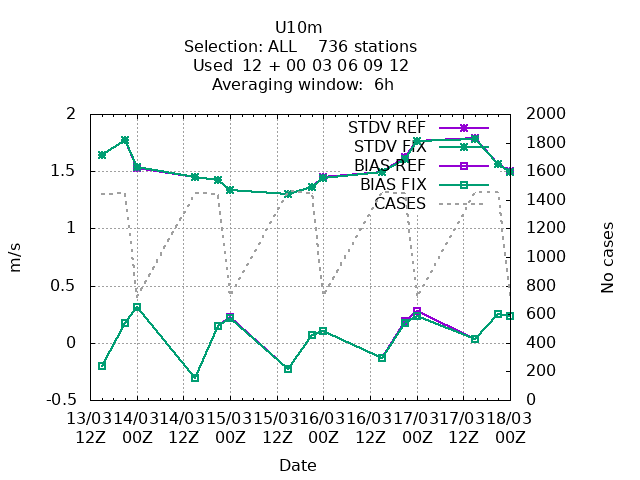 U10m
Selection: ALL    736 stations
Used  12 + 00 03 06 09 12
Averaging window:  6h
STDV REF
STDV FIX
BIAS REF
BIAS FIX
CASES
2
1.5
1
0.5
0
-0.5
m/s
2000
1800
1600
1400
1200
1000
800
600
400
200
0
No cases
13/03 14/03 14/03 15/03 15/03 16/03 16/03 17/03 17/03 18/03
12Z 00Z 12Z 00Z 12Z 00Z 12Z 00Z 12Z 00Z
Date